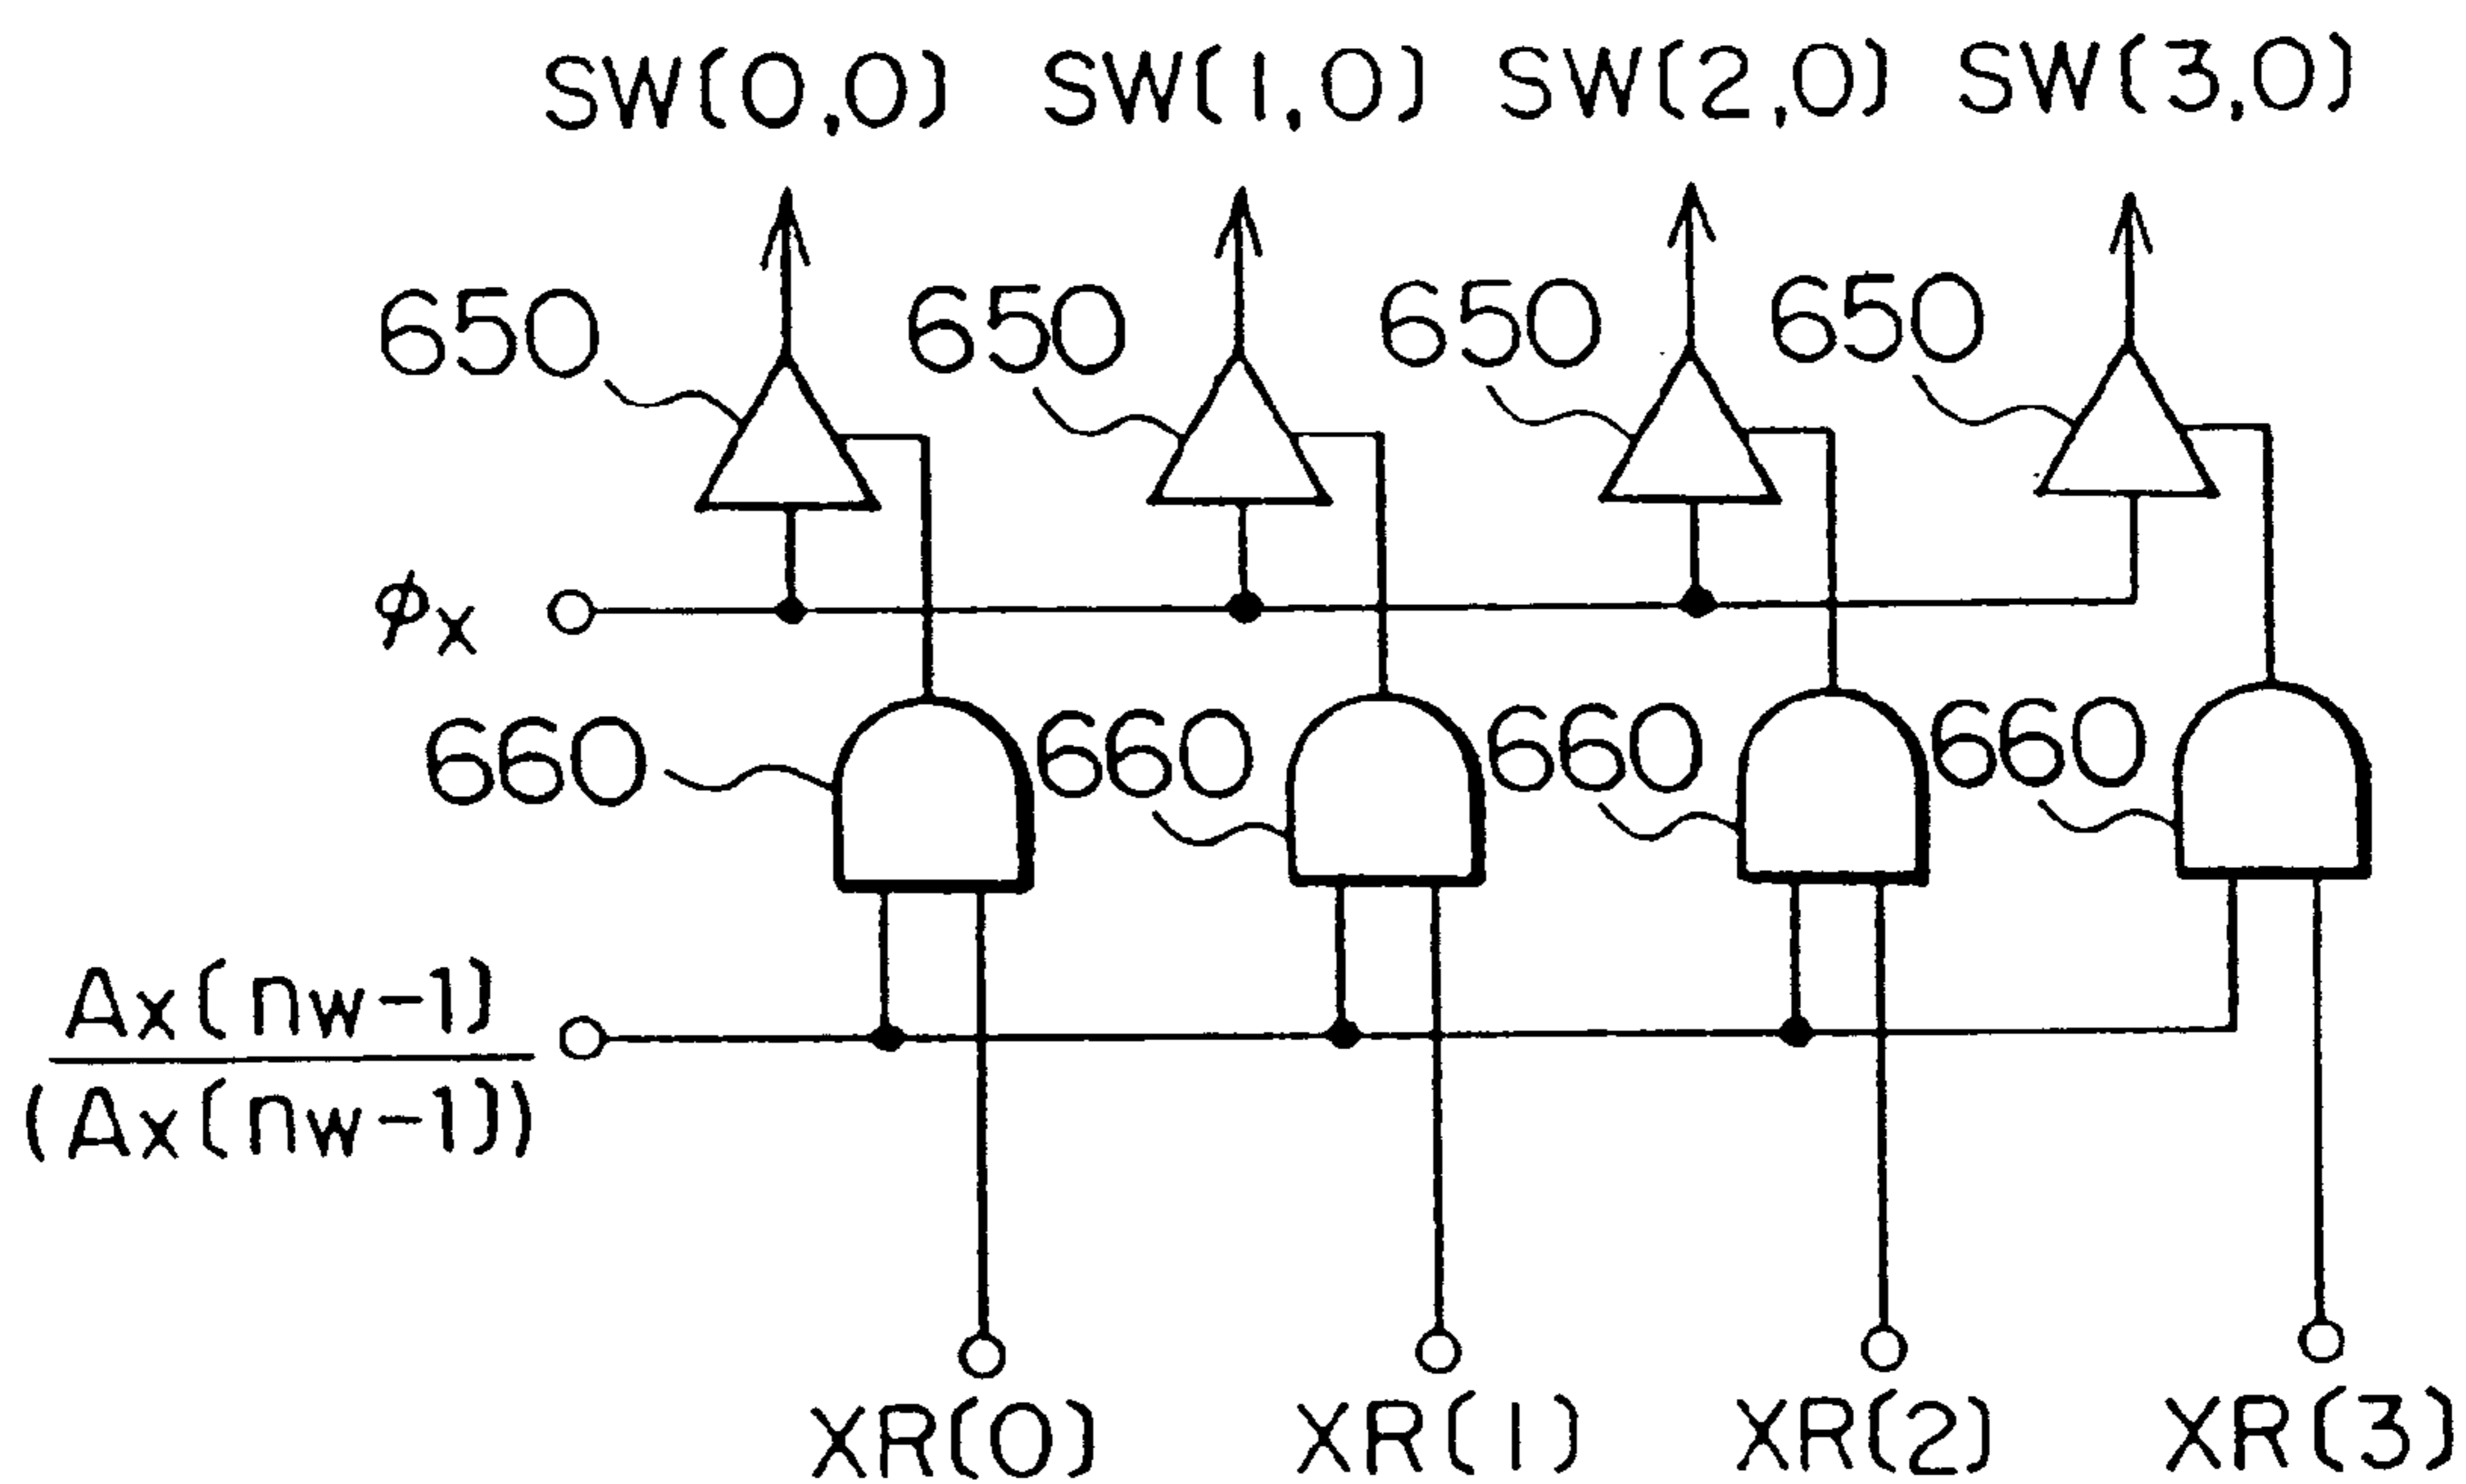 SW(0,0) SW(1,0) SW(2,0) SW(3,0)
650 650 650 650
φX
660 660 660 660
Ax(nw-1)
(Ax(nw-1))
XR(0) XR(1) XR(2) XR(3)